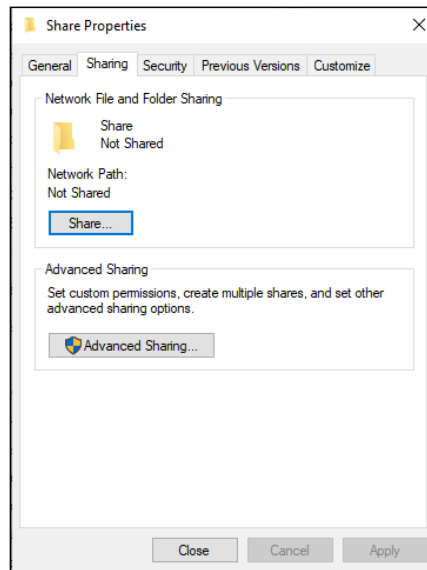 Share Properties
General Sharing Security Previous Versions Customize
Network File and Folder Sharing
Share
Not Shared
Network Path:
Not Shared
Share...
Advanced Sharing
Set custom permissions, create multiple shares, and set other
advanced sharing options.
Advanced Sharing...
Close Cancel Apply